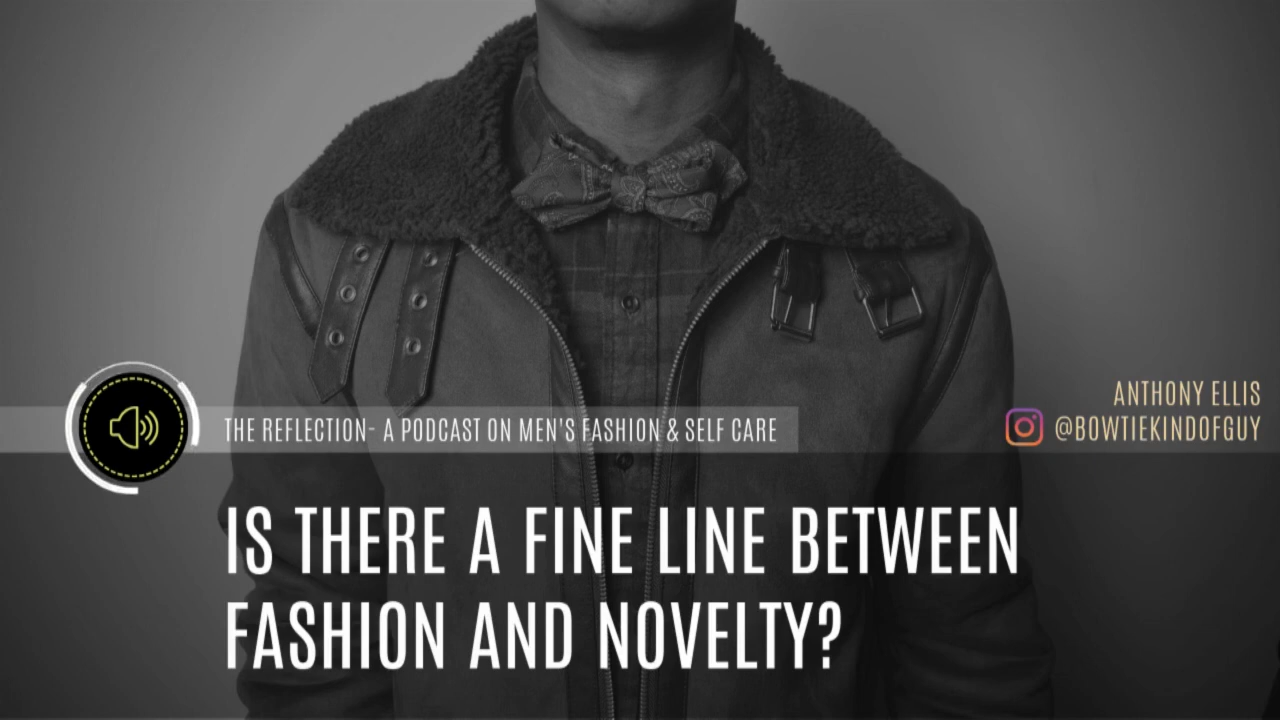 THE REFLECTION- A PODCAST ON MEN'S FASHION & SELF CARE
ANTHONY ELLIS
@BOWTIEKINDOFGUY
IS THERE A FINE LINE BETWEEN
FASHION AND NOVELTY?